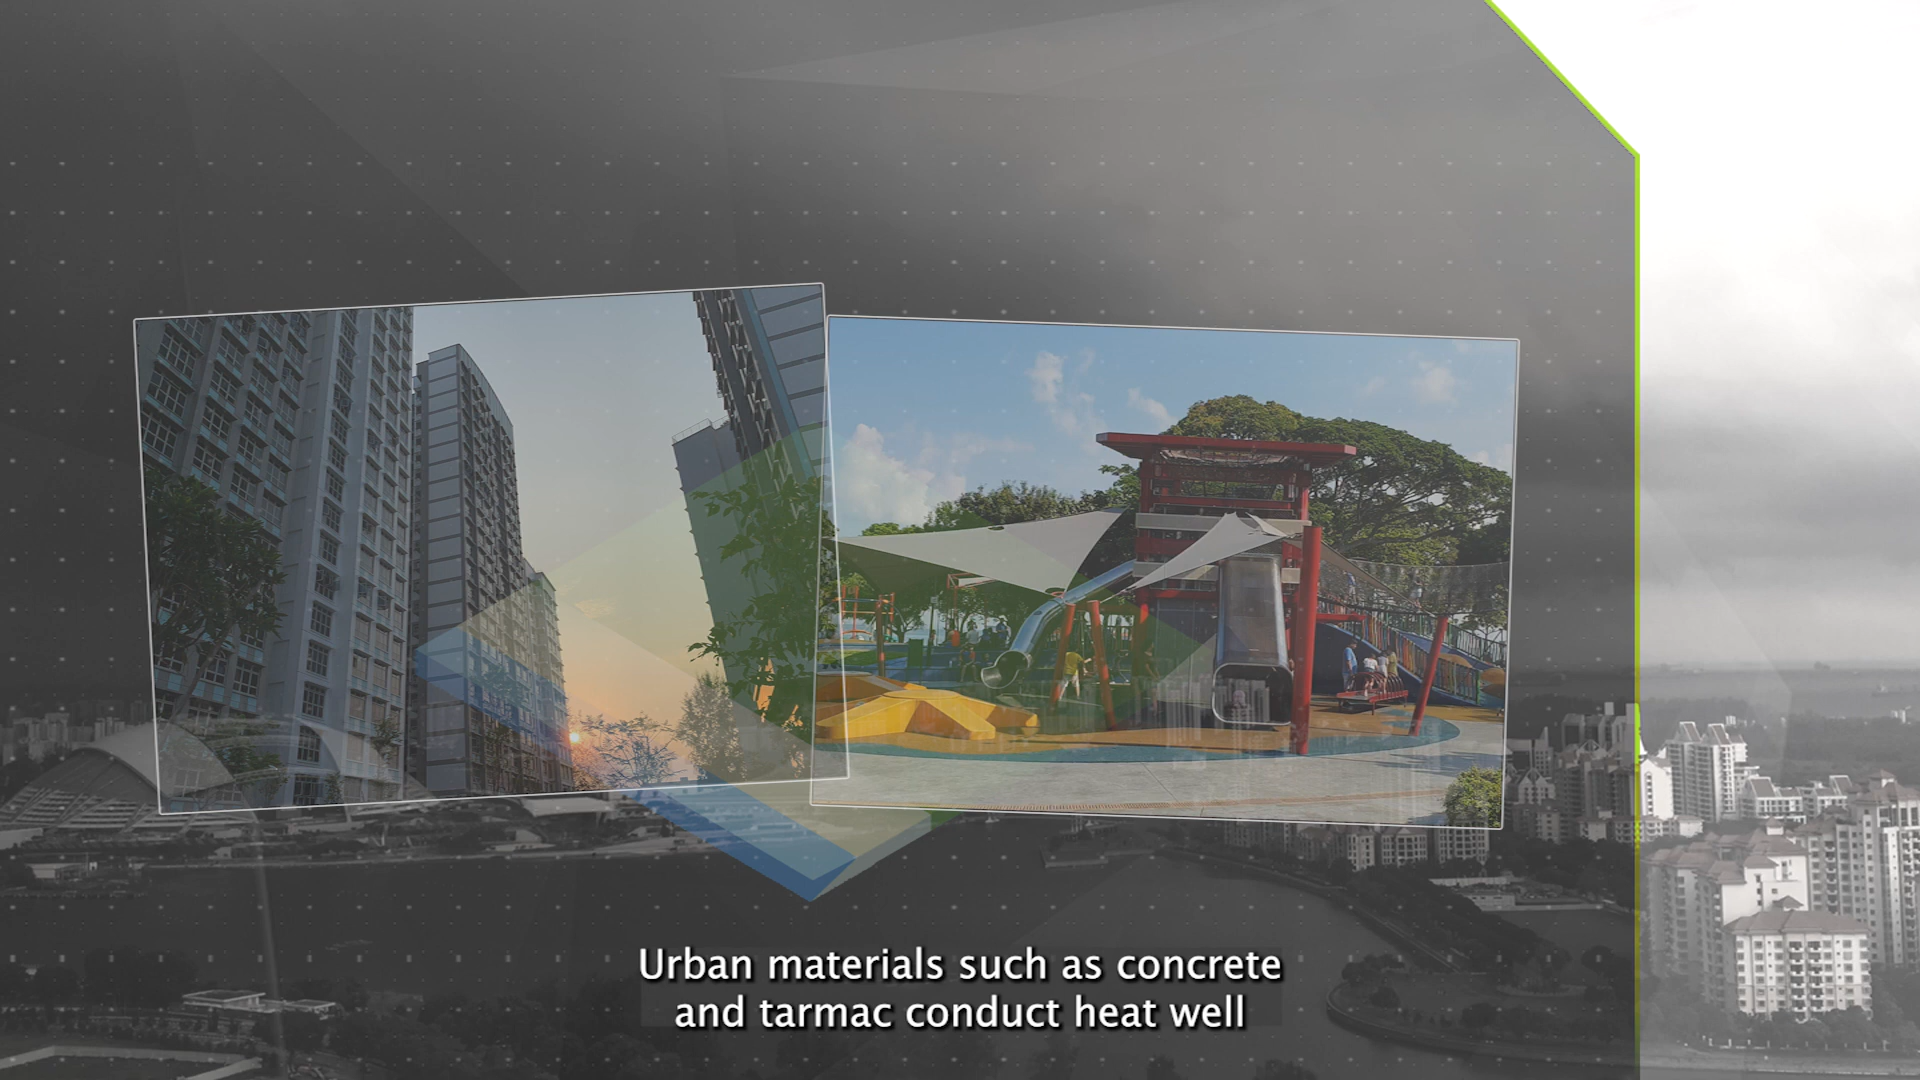 Urban materials such as concrete
and tarmac conduct heat well